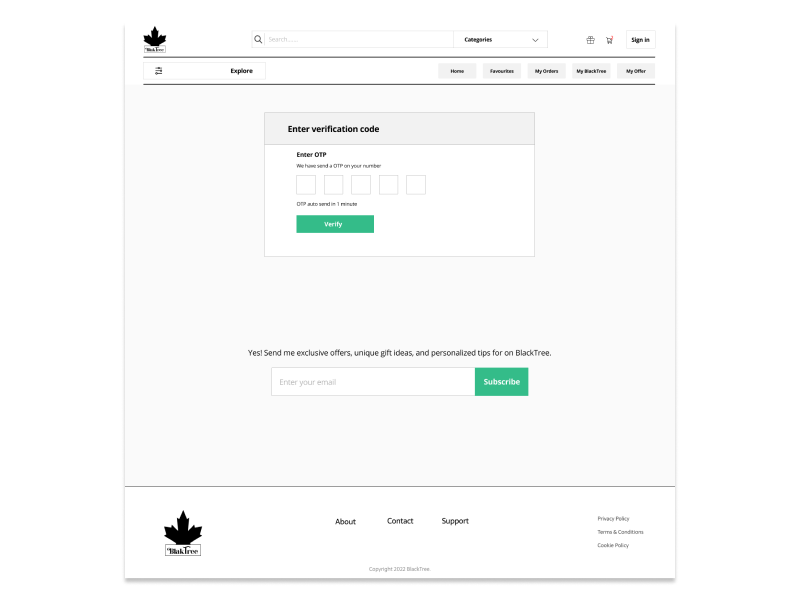 BlakTree
Search......
Categories
Sign in
Explore
Home
Favourites
My Orders
My BlackTree
My Offer
Enter verification code
Enter OTP
We have send a OTP on your number
OTP auto send in 1 minute
Verify
Yes! Send me exclusive offers, unique gift ideas, and personalized tips for on BlackTree.
Enter your email
Subscribe
BlakTree
About
Contact
Support
Privacy Policy
Terms & Conditions
Cookie Policy
Copyright 2022 BlackTree.